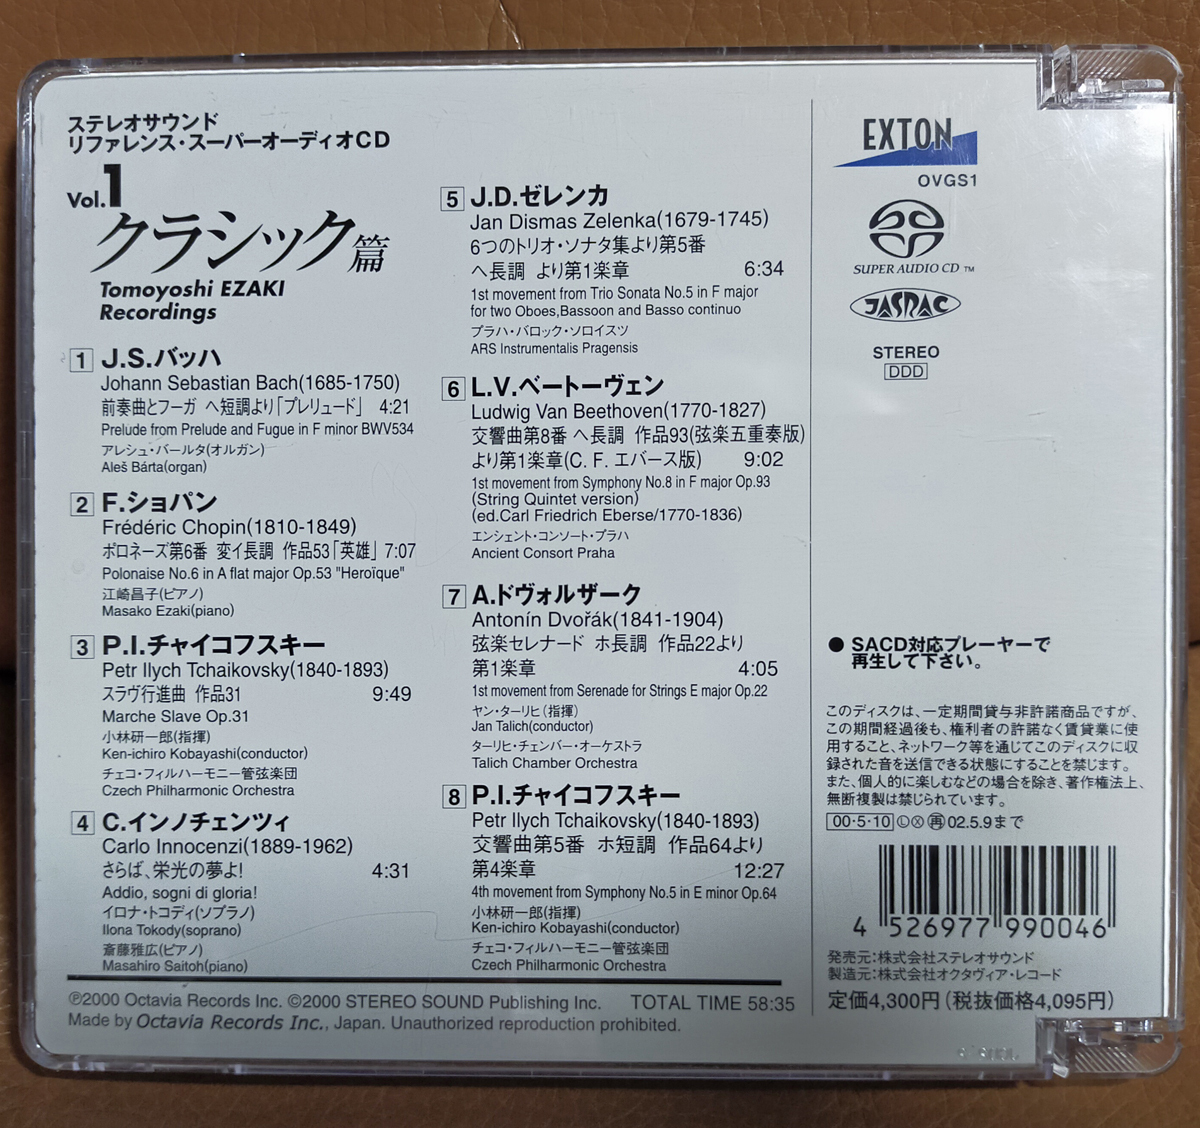 ステレオサウンド
リファレンス・スーパーオーディオCD
Vol.1
クラシック篇
Tomoyoshi EZAKI
Recordings
1 J.S.バッハ
Johann Sebastian Bach(1685-1750)
前奏曲とフーガ ヘ短調より「プレリュード」 4:21
Prelude from Prelude and Fugue in F minor BWV534
アレシュ・バールタ(オルガン)
Aleš Bárta(organ)
2 F.ショパン
Frédéric Chopin(1810-1849)
ポロネーズ第6番 変イ長調 作品53「英雄」 7:07
Polonaise No.6 in A flat major Op.53 "Heroïque"
江崎昌子(ピアノ)
Masako Ezaki(piano)
3 P.I.チャイコフスキー
Petr Ilych Tchaikovsky(1840-1893)
スラヴ行進曲 作品31 9:49
Marche Slave Op.31
小林研一郎(指揮)
Ken-ichiro Kobayashi(conductor)
チェコ・フィルハーモニー管弦楽団
Czech Philharmonic Orchestra
4 C.インノチェンツィ
Carlo Innocenzi(1889-1962)
さらば、栄光の夢よ! 4:31
Addio, sogni di gloria!
イロナ・トコディ(ソプラノ)
Ilona Tokody(soprano)
斎藤雅広(ピアノ)
Masahiro Saitoh(piano)
5 J.D.ゼレンカ
Jan Dismas Zelenka(1679-1745)
6つのトリオ・ソナタ集より第5番
ヘ長調 より第1楽章 6:34
1st movement from Trio Sonata No.5 in F major
for two Oboes,Bassoon and Basso continuo
プラハ・バロック・ソロイスツ
ARS Instrumentalis Pragensis
6 L.V.ベートーヴェン
Ludwig Van Beethoven(1770-1827)
交響曲第8番 ヘ長調 作品93(弦楽五重奏版)
より第1楽章(C. F. エバース版) 9:02
1st movement from Symphony No.8 in F major Op.93
(String Quintet version)
(ed.Carl Friedrich Eberse/1770-1836)
エンシェント・コンソート・プラハ
Ancient Consort Praha
7 A.ドヴォルザーク
Antonín Dvořák(1841-1904)
弦楽セレナード ホ長調 作品22より
第1楽章 4:05
1st movement from Serenade for Strings E major Op.22
ヤン・ターリヒ(指揮)
Jan Talich(conductor)
ターリヒ・チェンバー・オーケストラ
Talich Chamber Orchestra
8 P.I.チャイコフスキー
Petr Ilych Tchaikovsky(1840-1893)
交響曲第5番 ホ短調 作品64より
第4楽章 12:27
4th movement from Symphony No.5 in E minor Op.64
小林研一郎(指揮)
Ken-ichiro Kobayashi(conductor)
チェコ・フィルハーモニー管弦楽団
Czech Philharmonic Orchestra
℗2000 Octavia Records Inc. ©2000 STEREO SOUND Publishing Inc. TOTAL TIME 58:35
Made by Octavia Records Inc., Japan. Unauthorized reproduction prohibited.
EXTON
OVGS1
SUPER AUDIO CD ™
JASRAC
STEREO
DDD
● SACD対応プレーヤーで
再生して下さい。
このディスクは、一定期間貸与非許諾商品ですが、
この期間経過後も、権利者の許諾なく賃貸業に使
用すること、ネットワーク等を通じてこのディスクに収
録された音を送信できる状態にすることを禁じます。
また、個人的に楽しむなどの場合を除き、著作権法上、
無断複製は禁じられています。
00・5・10 Ⓛ Ⓧ 再 02.5.9まで
4 526977 990046
発売元:株式会社ステレオサウンド
製造元:株式会社オクタヴィア・レコード
定価4,300円(税抜価格4,095円)